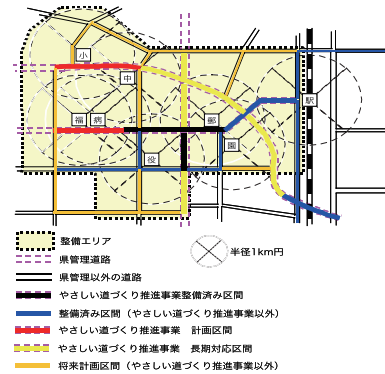 小
中
福 病 郵 駅
役 園
整備エリア
半径1km円
県管理道路
県管理以外の道路
やさしい道づくり推進事業整備済み区間
整備済み区間（やさしい道づくり推進事業以外）
やさしい道づくり推進事業　計画区間
やさしい道づくり推進事業　長期対応区間
将来計画区間（やさしい道づくり推進事業以外）